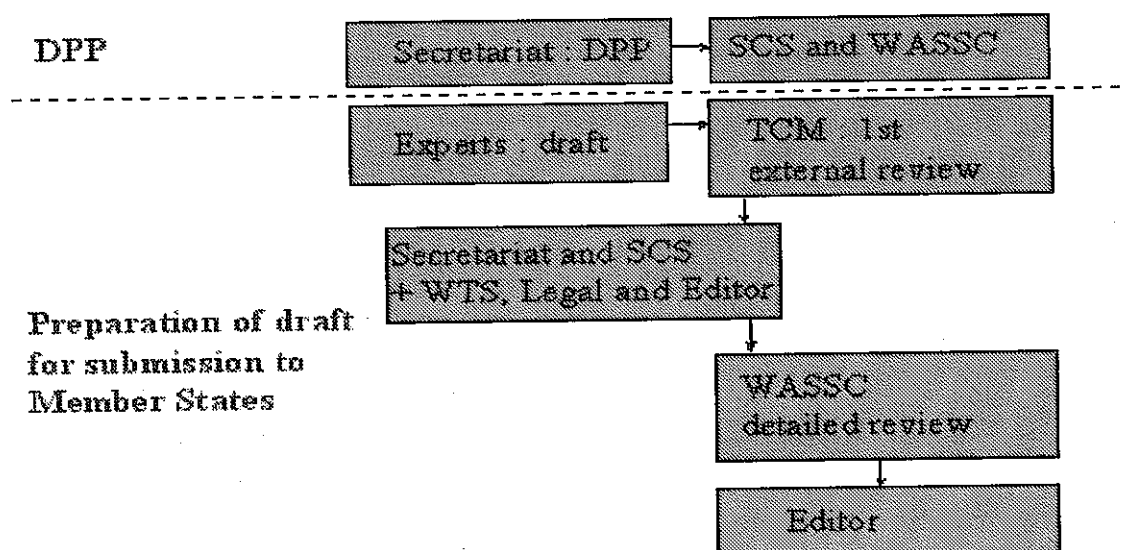 DPP
Secretariat : DPP
SCS and WASSC
Experts : draft
TCM : 1st
external review
Secretariat and SCS
+ WTS, Legal and Editor
Preparation of draft
for submission to
Member States
WASSC
detailed review
Editor